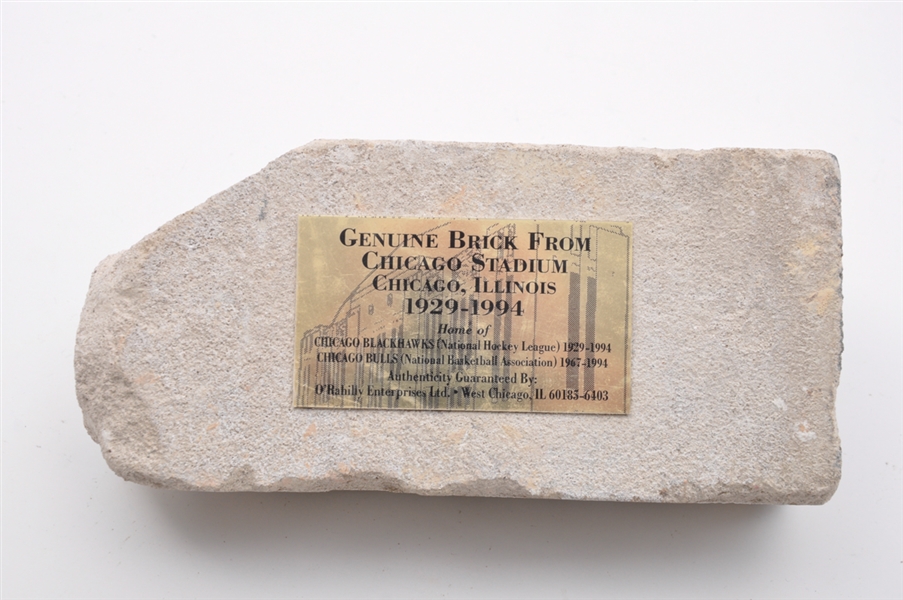 GENUINE BRICK FROM
CHICAGO STADIUM
CHICAGO, ILLINOIS
1929-1994
Home of
CHICAGO BLACKHAWKS (National Hockey League) 1929-1994
CHICAGO BULLS (National Basketball Association) 1967-1994
Authenticity Guaranteed By:
O'Rahilly Enterprises Ltd. • West Chicago, IL 60185-6403